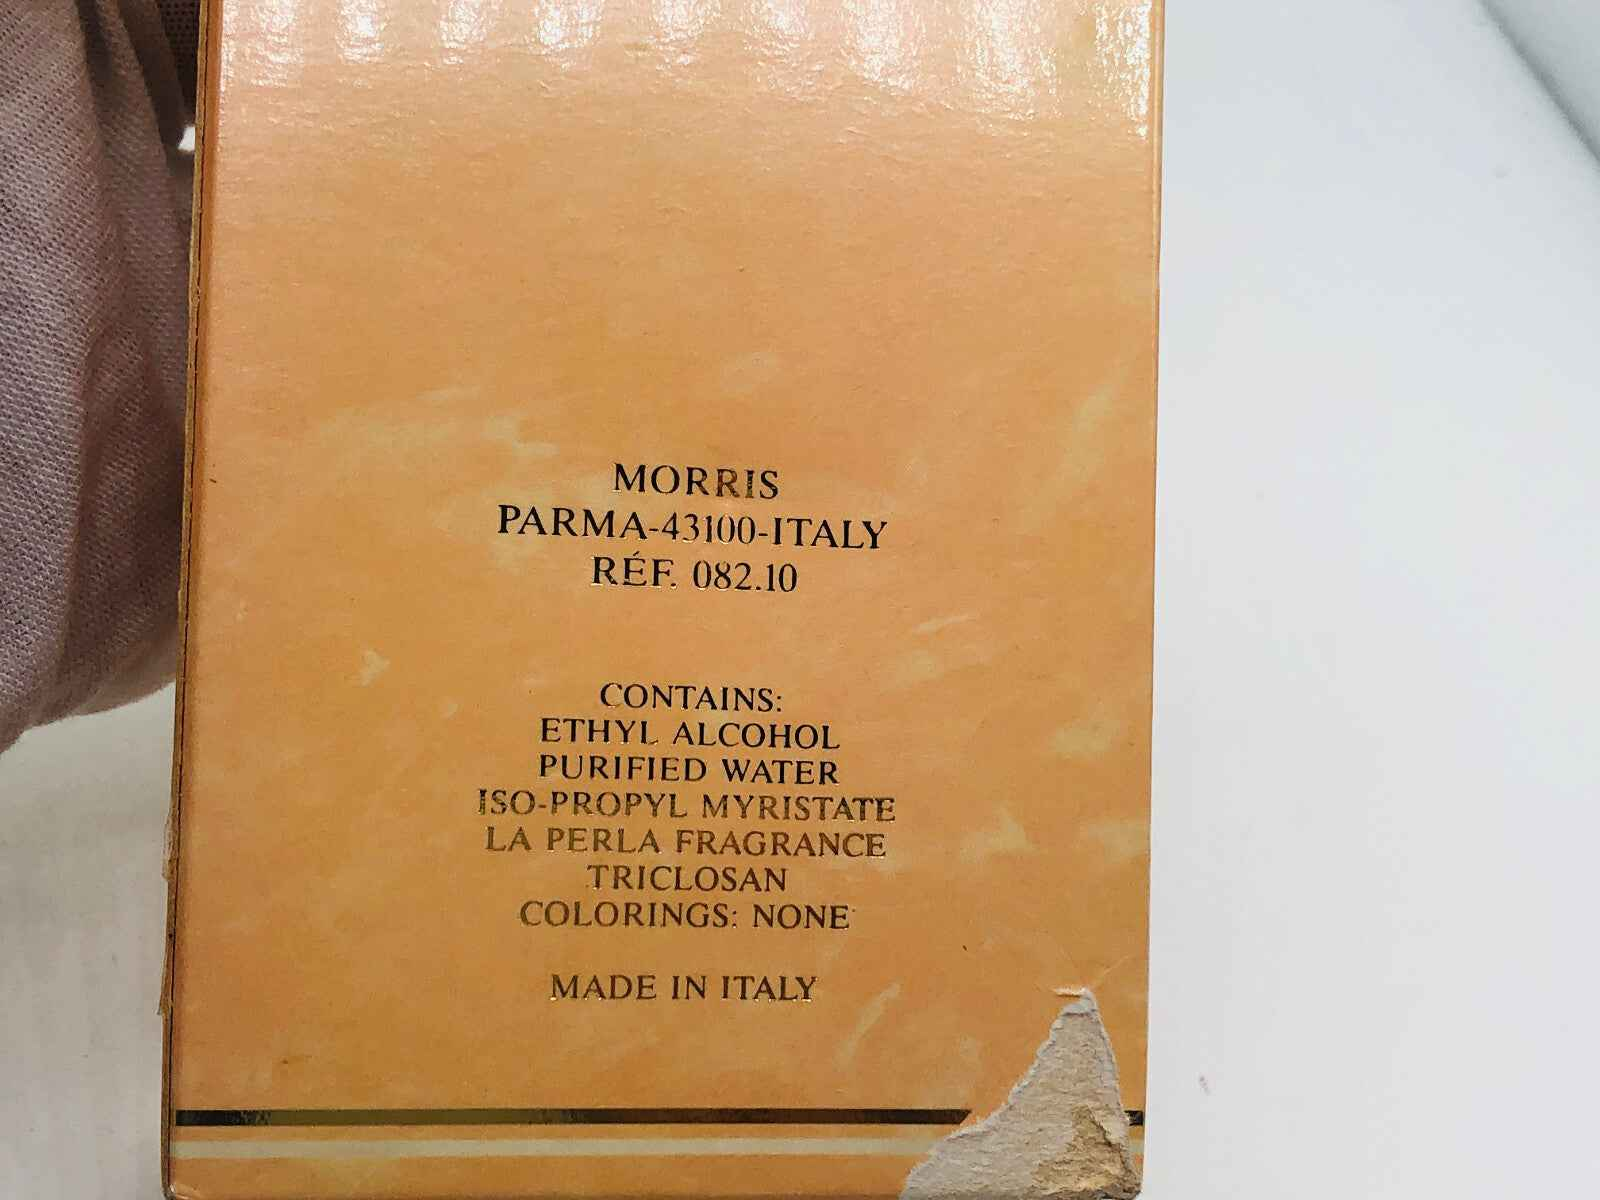 MORRIS
PARMA-43100-ITALY
RÉF. 082.10
CONTAINS:
ETHYL ALCOHOL
PURIFIED WATER
ISO-PROPYL MYRISTATE
LA PERLA FRAGRANCE
TRICLOSAN
COLORINGS: NONE
MADE IN ITALY